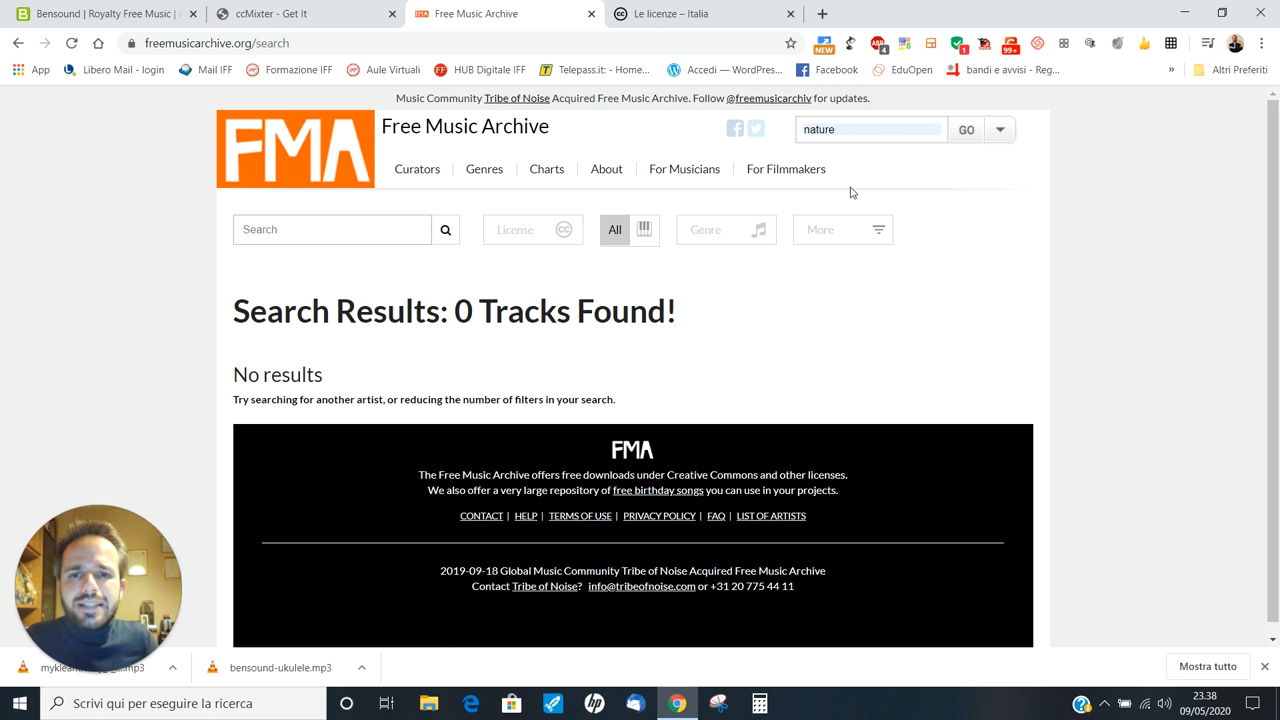 Bensound | Royalty Free Music |
ccMixter - Get It
Free Music Archive
Le licenze – Italia
freemusicarchive.org/search
NEW
4
1
99+
App
Libero Mail - login
Mail IFF
Formazione IFF
Aule Virtuali
HUB Digitale IFF
Telepass.it: - Home...
Accedi — WordPres...
Facebook
EduOpen
bandi e avvisi - Reg...
»
Altri Preferiti
Music Community Tribe of Noise Acquired Free Music Archive. Follow @freemusicarchiv for updates.
FMA
Free Music Archive
nature
GO
Curators
Genres
Charts
About
For Musicians
For Filmmakers
Search
License
All
Genre
More
Search Results: 0 Tracks Found!
No results
Try searching for another artist, or reducing the number of filters in your search.
FMA
The Free Music Archive offers free downloads under Creative Commons and other licenses.
We also offer a very large repository of free birthday songs you can use in your projects.
CONTACT | HELP | TERMS OF USE | PRIVACY POLICY | FAQ | LIST OF ARTISTS
2019-09-18 Global Music Community Tribe of Noise Acquired Free Music Archive
Contact Tribe of Noise? info@tribeofnoise.com or +31 20 775 44 11
bensound-ukulele.mp3
Mostra tutto
Scrivi qui per eseguire la ricerca
23.38
09/05/2020